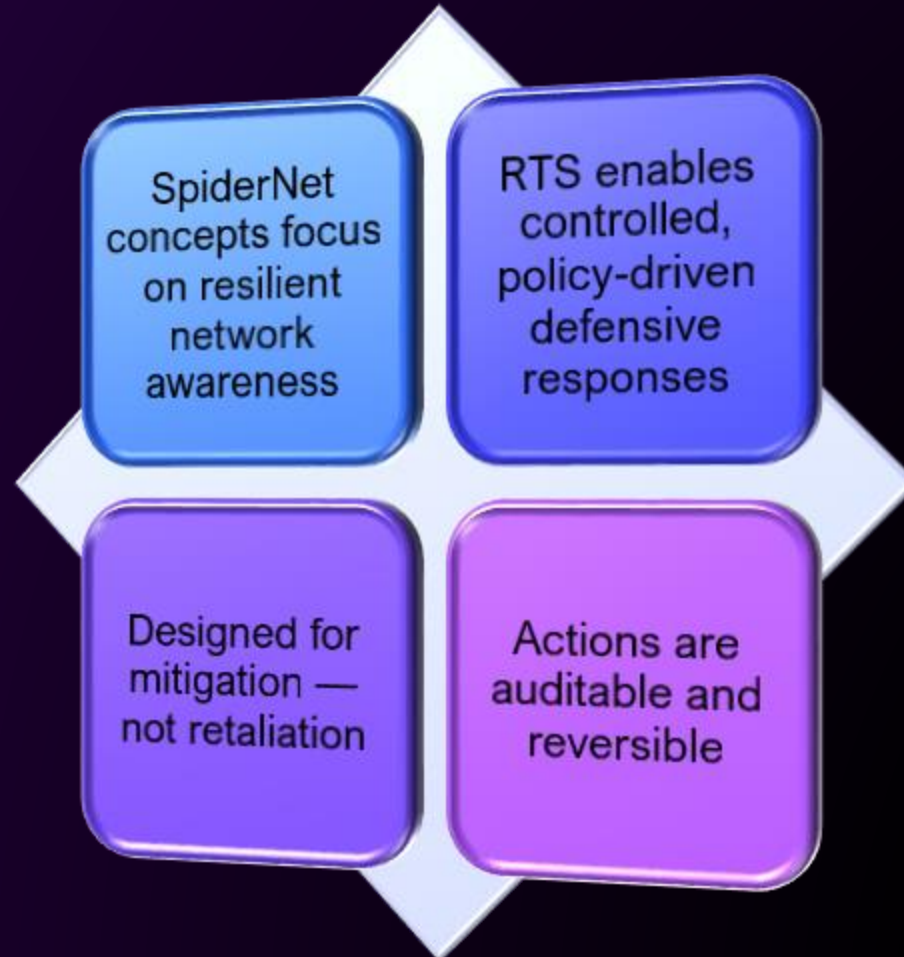 SpiderNet
concepts focus
on resilient
network
awareness
RTS enables
controlled,
policy-driven
defensive
responses
Designed for
mitigation —
not retaliation
Actions are
auditable and
reversible